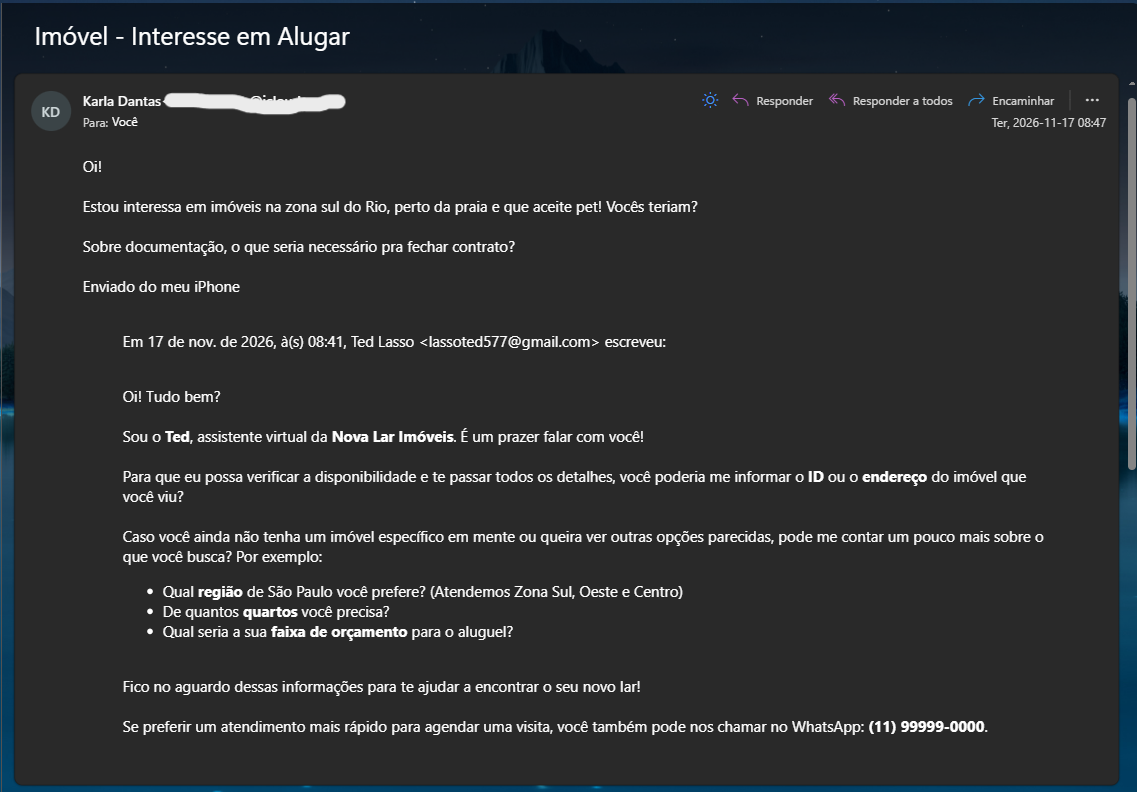 Imóvel - Interesse em Alugar
KD
Karla Dantas
Para: Você
Responder
Responder a todos
Encaminhar
Ter, 2026-11-17 08:47
Oi!
Estou interessa em imóveis na zona sul do Rio, perto da praia e que aceite pet! Vocês teriam?
Sobre documentação, o que seria necessário pra fechar contrato?
Enviado do meu iPhone
Em 17 de nov. de 2026, à(s) 08:41, Ted Lasso <lassoted577@gmail.com> escreveu:
Oi! Tudo bem?
Sou o Ted, assistente virtual da Nova Lar Imóveis. É um prazer falar com você!
Para que eu possa verificar a disponibilidade e te passar todos os detalhes, você poderia me informar o ID ou o endereço do imóvel que
você viu?
Caso você ainda não tenha um imóvel específico em mente ou queira ver outras opções parecidas, pode me contar um pouco mais sobre o
que você busca? Por exemplo:
• Qual região de São Paulo você prefere? (Atendemos Zona Sul, Oeste e Centro)
• De quantos quartos você precisa?
• Qual seria a sua faixa de orçamento para o aluguel?
Fico no aguardo dessas informações para te ajudar a encontrar o seu novo lar!
Se preferir um atendimento mais rápido para agendar uma visita, você também pode nos chamar no WhatsApp: (11) 99999-0000.